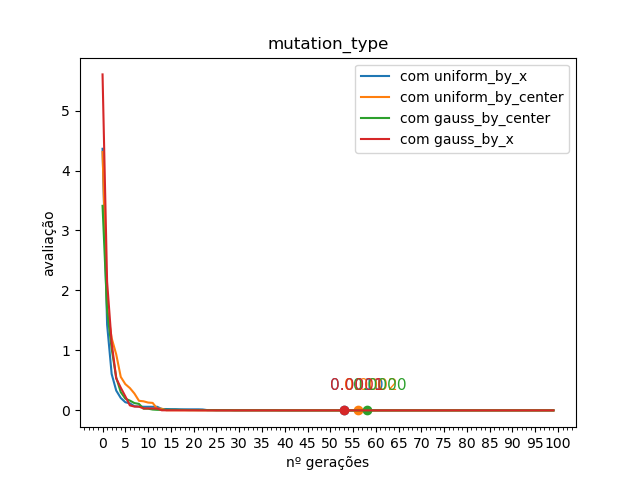 mutation_type
com uniform_by_x
com uniform_by_center
com gauss_by_center
com gauss_by_x
avaliação
5
4
3
2
1
0
0 5 10 15 20 25 30 35 40 45 50 55 60 65 70 75 80 85 90 95 100
nº gerações